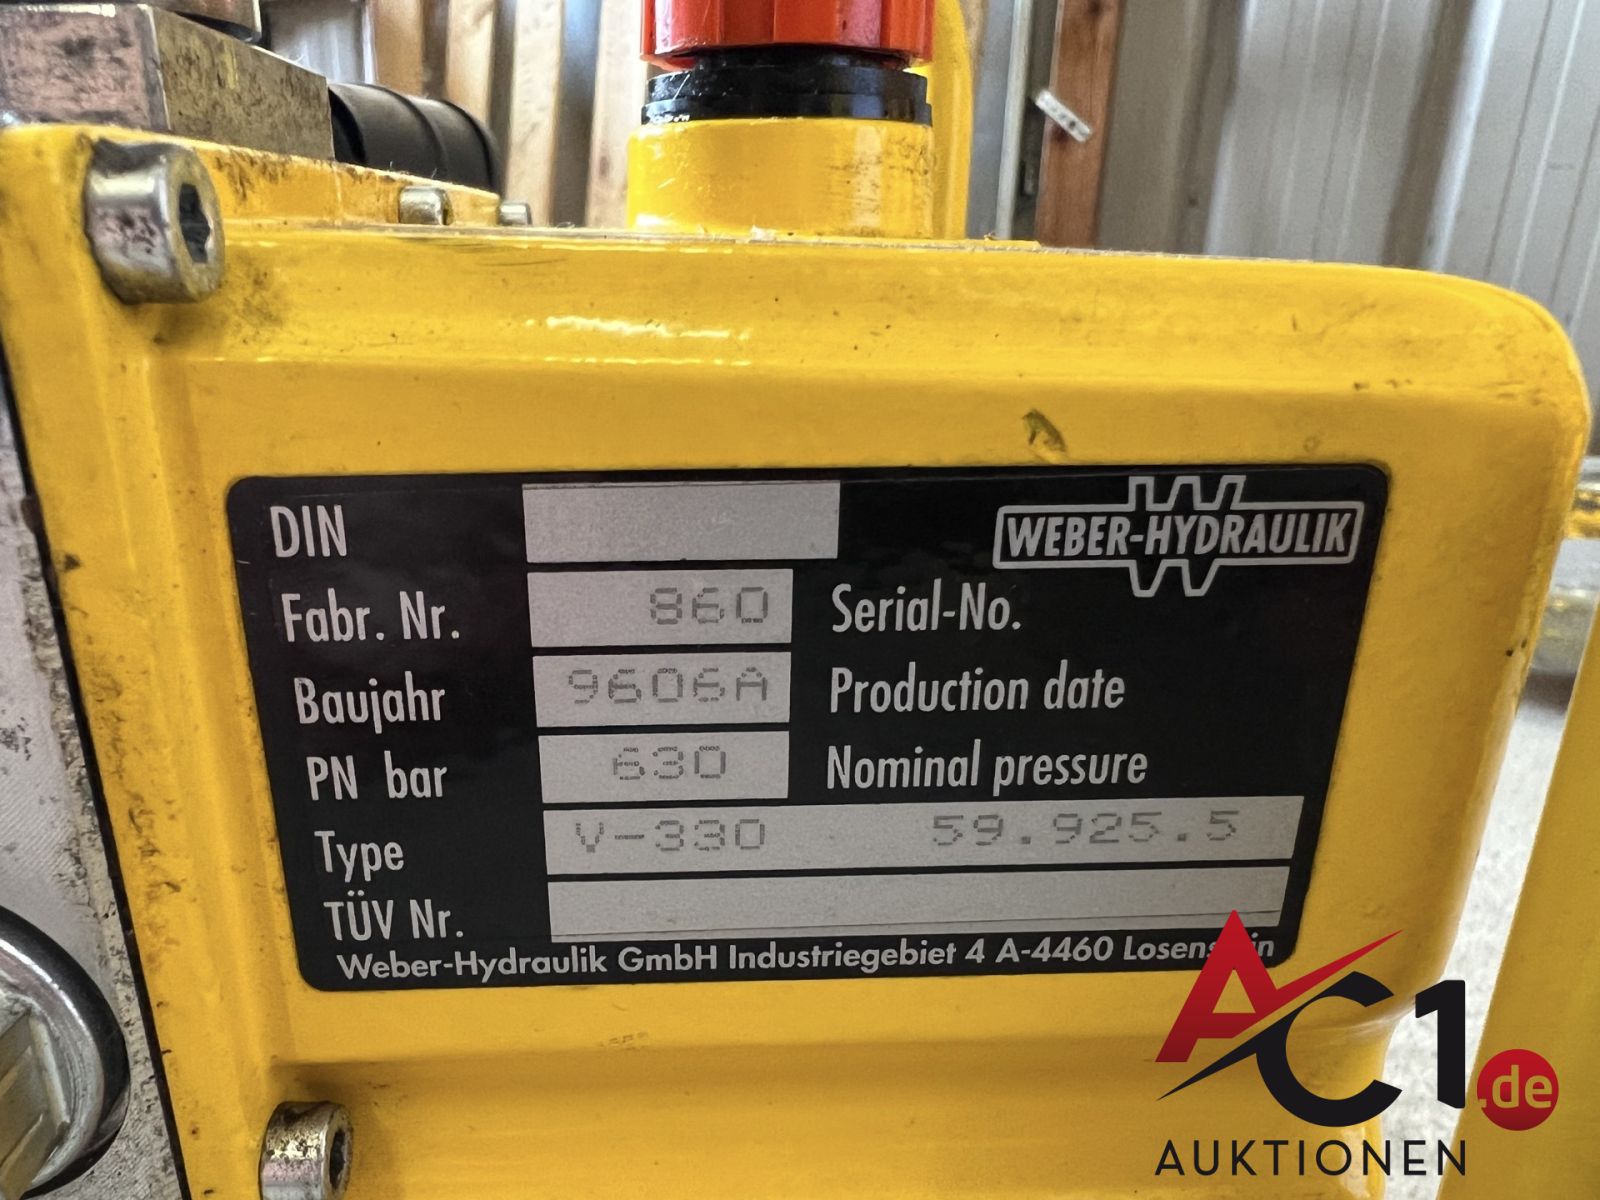 DIN
WEBER-HYDRAULIK
Fabr. Nr. 860 Serial-No.
Baujahr 9606A Production date
PN bar 630 Nominal pressure
Type V-330 59.925.5
TÜV Nr.
Weber-Hydraulik GmbH Industriegebiet 4 A-4460 Losenstein
AC1.de
AUKTIONEN